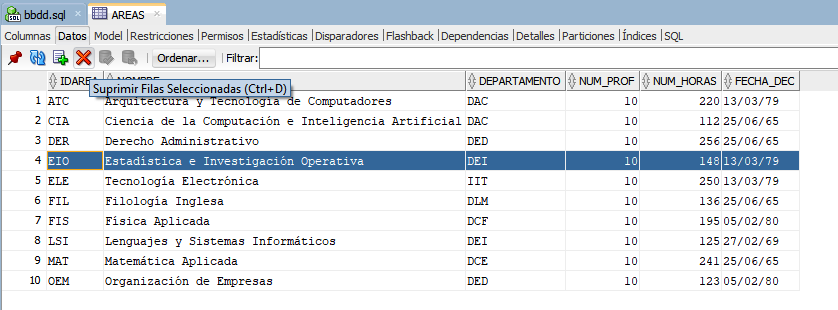 bbdd.sql AREAS
Columnas Datos Model Restricciones Permisos Estadísticas Disparadores Flashback Dependencias Detalles Particiones Índices SQL
Ordenar... Filtrar:
IDAREA NOMBRE DEPARTAMENTO NUM_PROF NUM_HORAS FECHA_DEC
Suprimir Filas Seleccionadas (Ctrl+D)
1 ATC Arquitectura y Tecnología de Computadores DAC 10 220 13/03/79
2 CIA Ciencia de la Computación e Inteligencia Artificial DAC 10 112 25/06/65
3 DER Derecho Administrativo DED 10 256 25/06/65
4 EIO Estadística e Investigación Operativa DEI 10 148 13/03/79
5 ELE Tecnología Electrónica IIT 10 250 13/03/79
6 FIL Filología Inglesa DLM 10 136 25/06/65
7 FIS Física Aplicada DCF 10 195 05/02/80
8 LSI Lenguajes y Sistemas Informáticos DEI 10 125 27/02/69
9 MAT Matemática Aplicada DCE 10 241 25/06/65
10 OEM Organización de Empresas DED 10 123 05/02/80